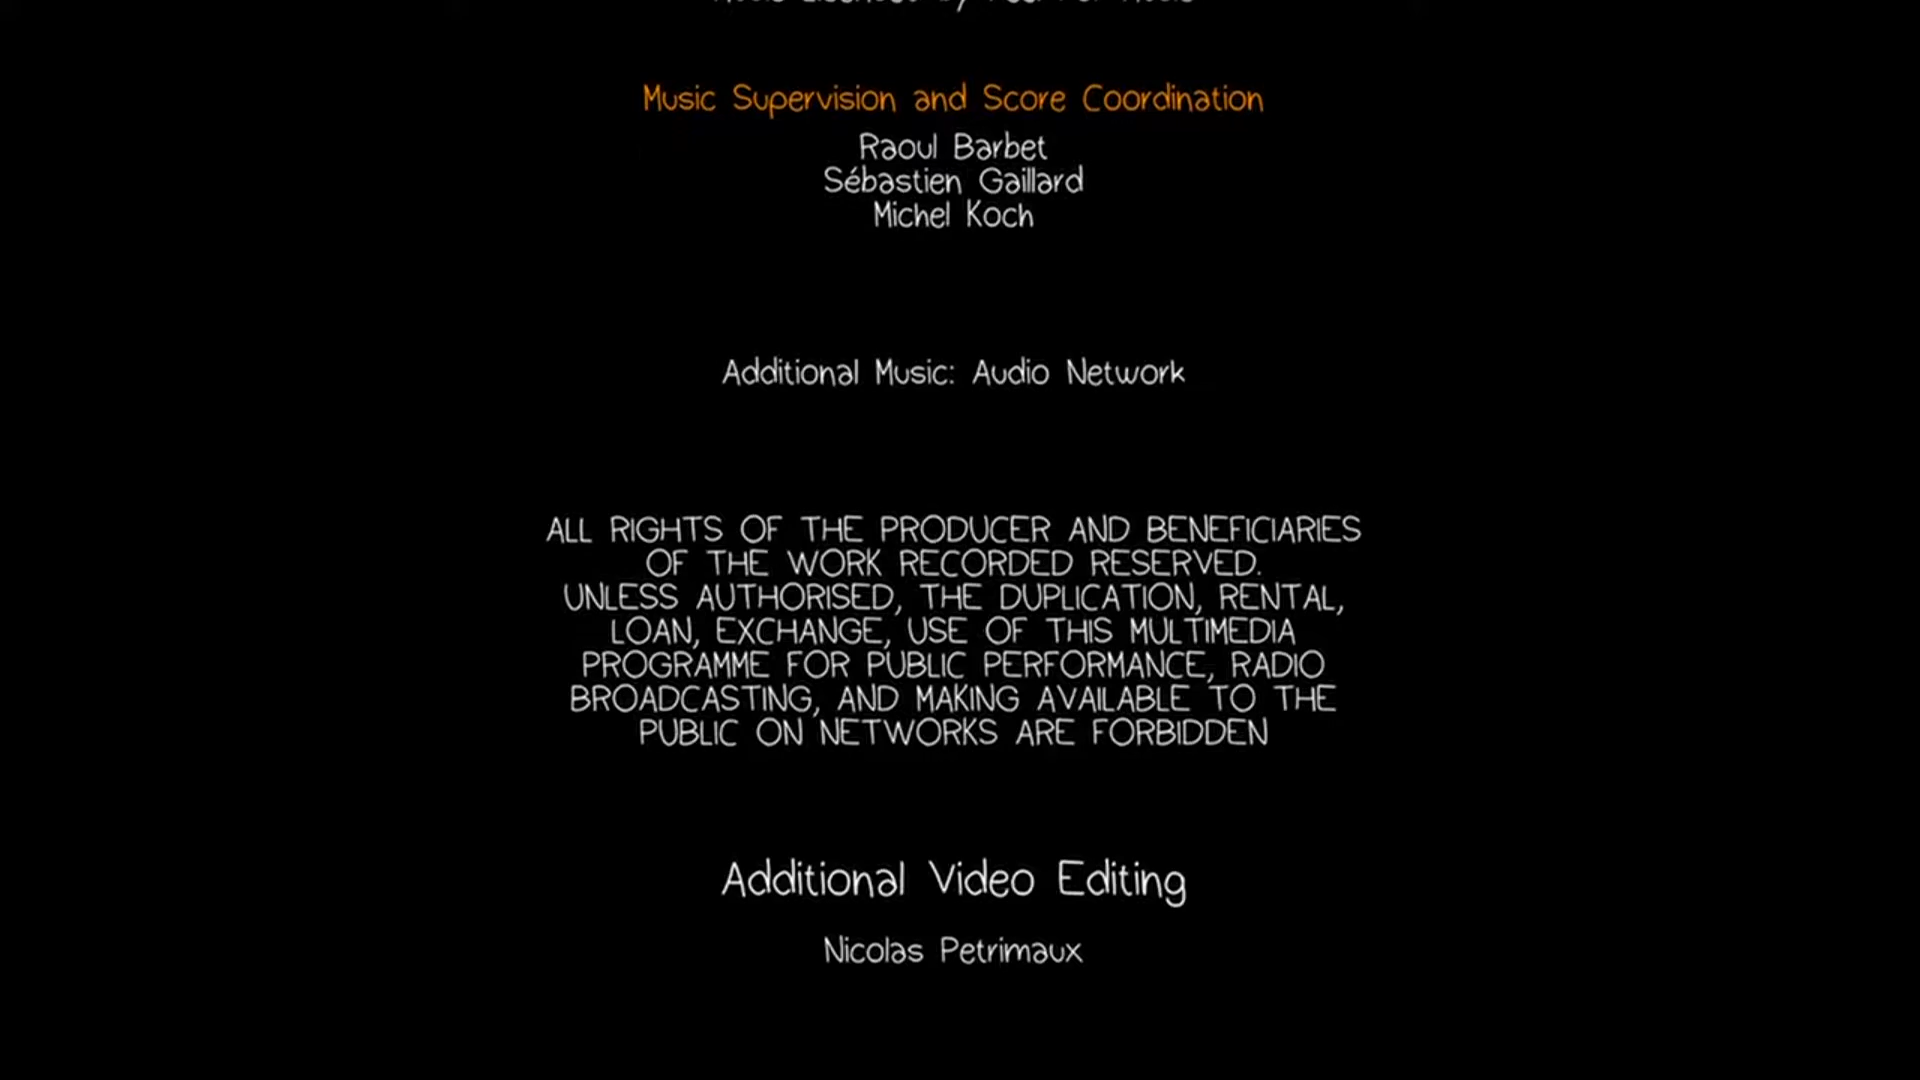 Music Supervision and Score Coordination
Raoul Barbet
Sébastien Gaillard
Michel Koch
Additional Music: Audio Network
ALL RIGHTS OF THE PRODUCER AND BENEFICIARIES
OF THE WORK RECORDED RESERVED.
UNLESS AUTHORISED, THE DUPLICATION, RENTAL,
LOAN, EXCHANGE, USE OF THIS MULTIMEDIA
PROGRAMME FOR PUBLIC PERFORMANCE, RADIO
BROADCASTING, AND MAKING AVAILABLE TO THE
PUBLIC ON NETWORKS ARE FORBIDDEN
Additional Video Editing
Nicolas Petrimaux